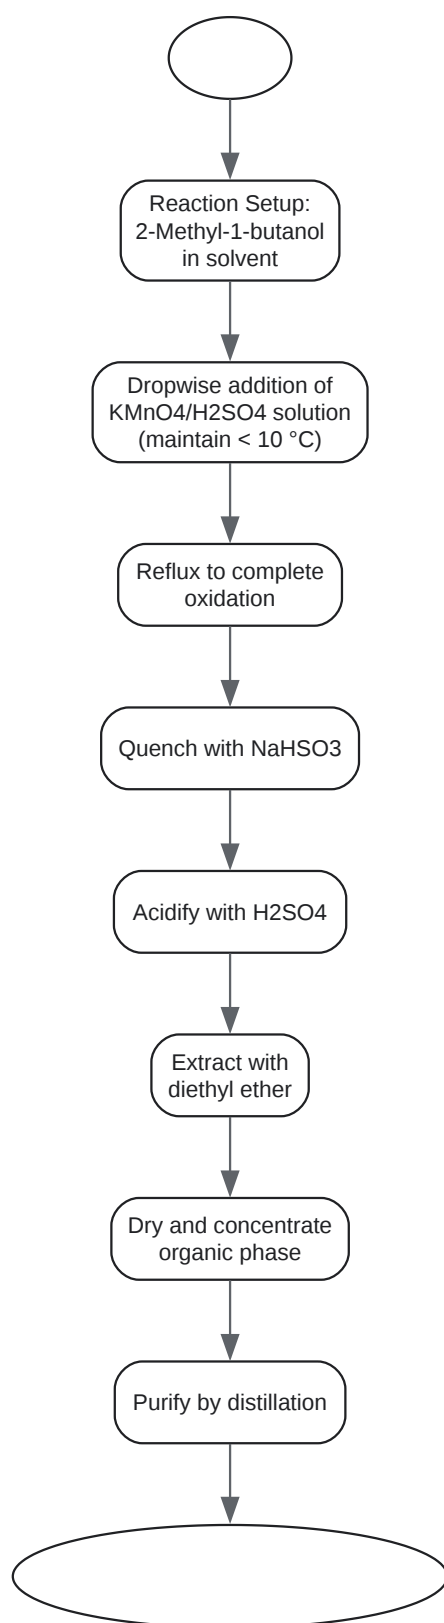 Reaction Setup:
2-Methyl-1-butanol
in solvent
Dropwise addition of
KMnO4/H2SO4 solution
(maintain < 10 °C)
Reflux to complete
oxidation
Quench with NaHSO3
Acidify with H2SO4
Extract with
diethyl ether
Dry and concentrate
organic phase
Purify by distillation